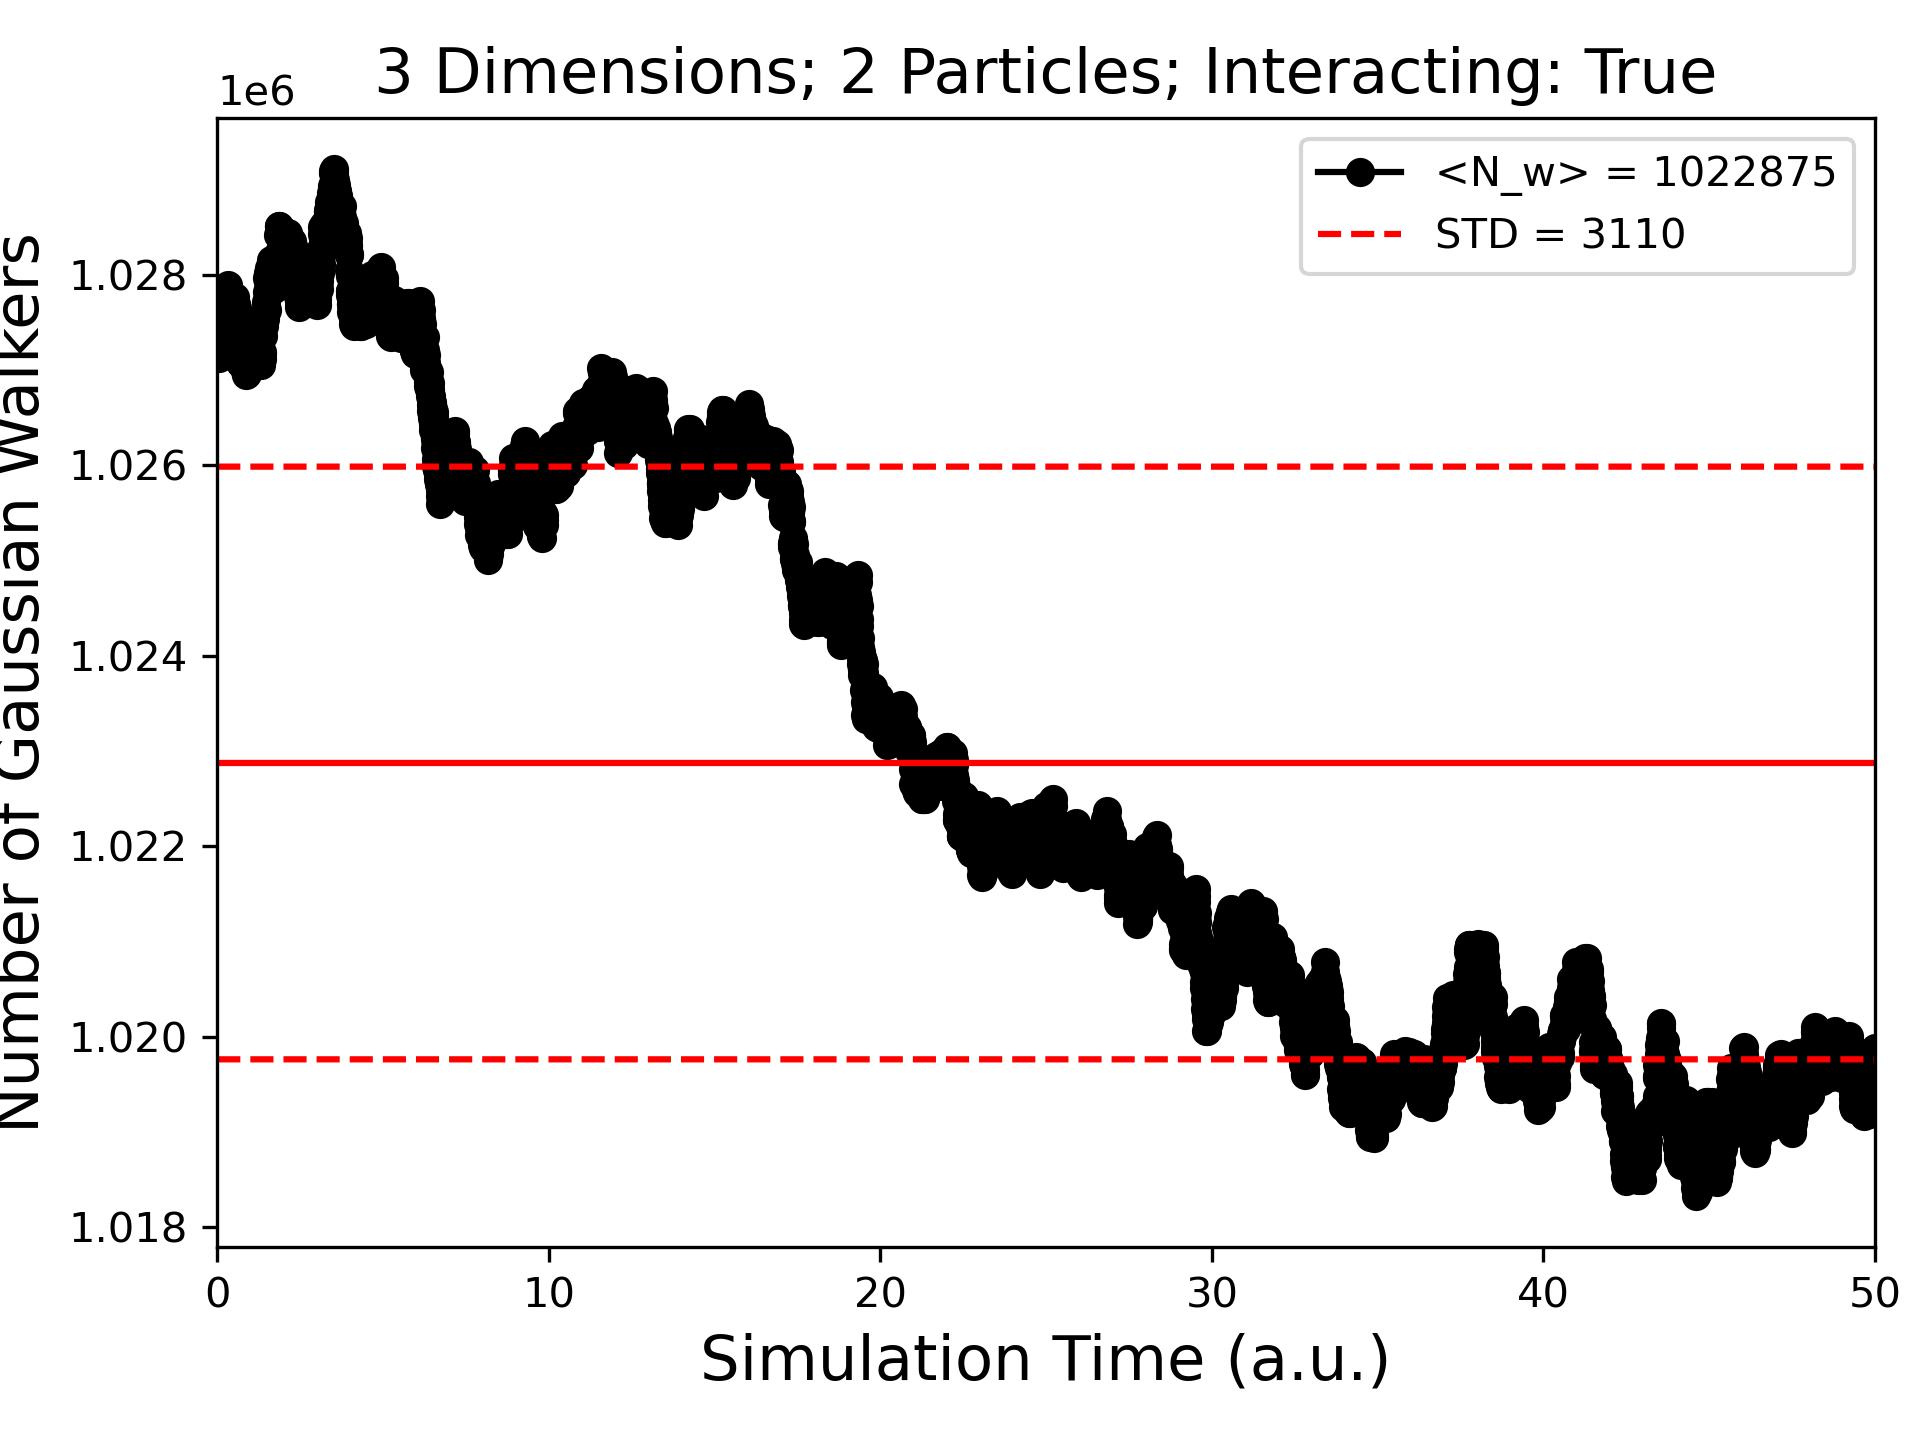 3 Dimensions; 2 Particles; Interacting: True
1e6
<N_w> = 1022875
STD = 3110
Number of Gaussian Walkers
1.028
1.026
1.024
1.022
1.020
1.018
0 10 20 30 40 50
Simulation Time (a.u.)